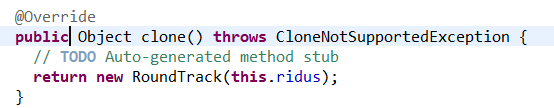 @Override
public Object clone() throws CloneNotSupportedException {
// TODO Auto-generated method stub
return new RoundTrack(this.ridus);
}